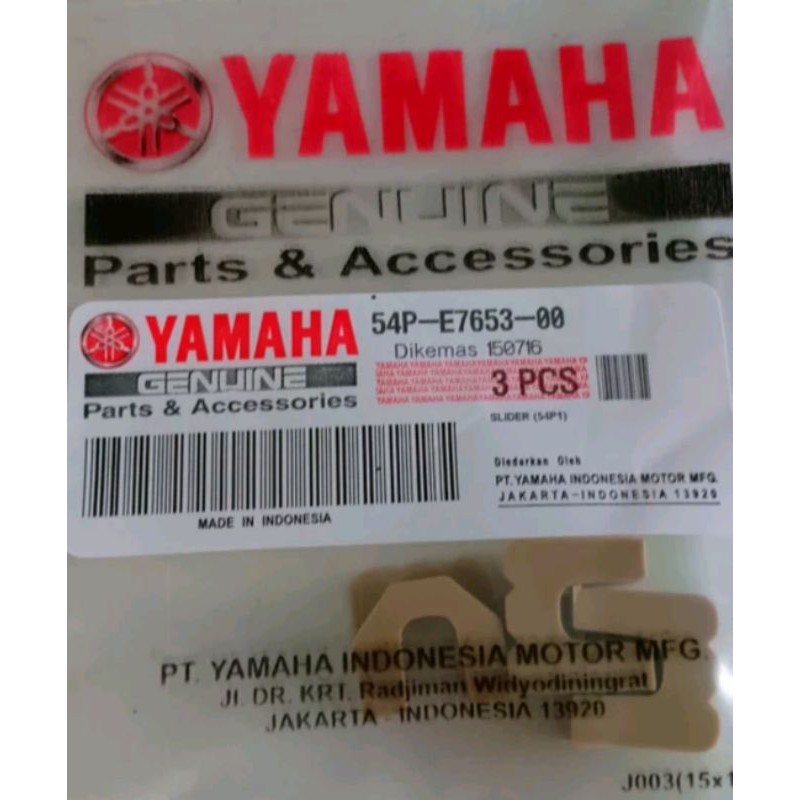 YAMAHA
GENUINE
Parts & Accessories
YAMAHA
GENUINE
Parts & Accessories
54P-E7653-00
Dikemas 150716
3 PCS
SLIDER (54P1)
MADE IN INDONESIA
Diedarkan Oleh
PT. YAMAHA INDONESIA MOTOR MFG.
JAKARTA-INDONESIA 13920
PT. YAMAHA INDONESIA MOTOR MFG.
Jl. DR. KRT. Radjiman Widyodiningrat
JAKARTA - INDONESIA 13920